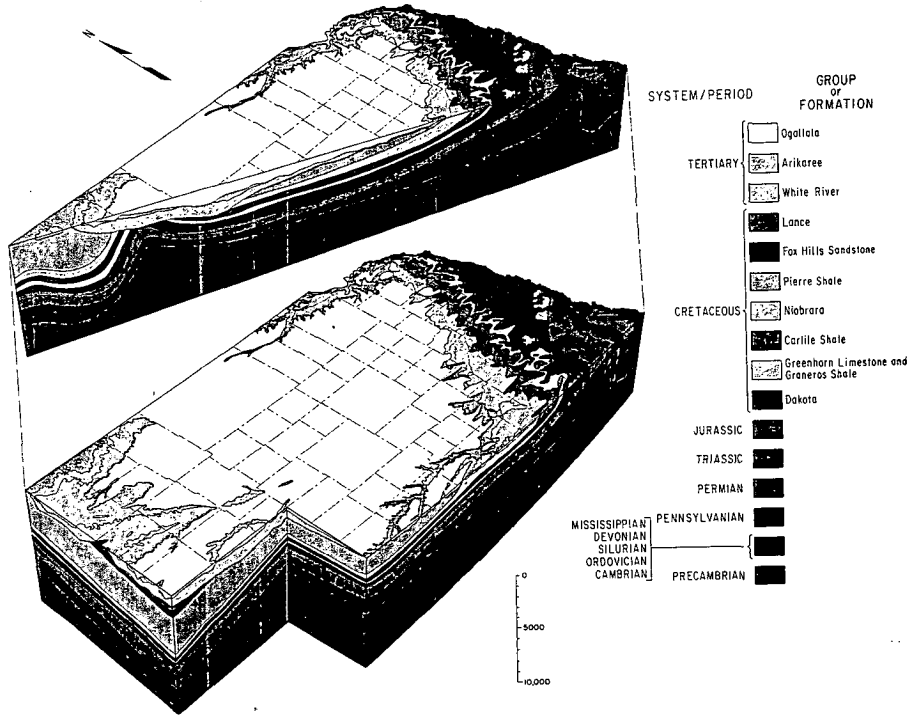 N
SYSTEM/PERIOD
GROUP
or
FORMATION
TERTIARY
Ogallala
Arikaree
White River
CRETACEOUS
Lance
Fox Hills Sandstone
Pierre Shale
Niobrara
Carlile Shale
Greenhorn Limestone and
Graneros Shale
Dakota
JURASSIC
TRIASSIC
PERMIAN
PENNSYLVANIAN
MISSISSIPPIAN
DEVONIAN
SILURIAN
ORDOVICIAN
CAMBRIAN
PRECAMBRIAN
0
5000
10,000